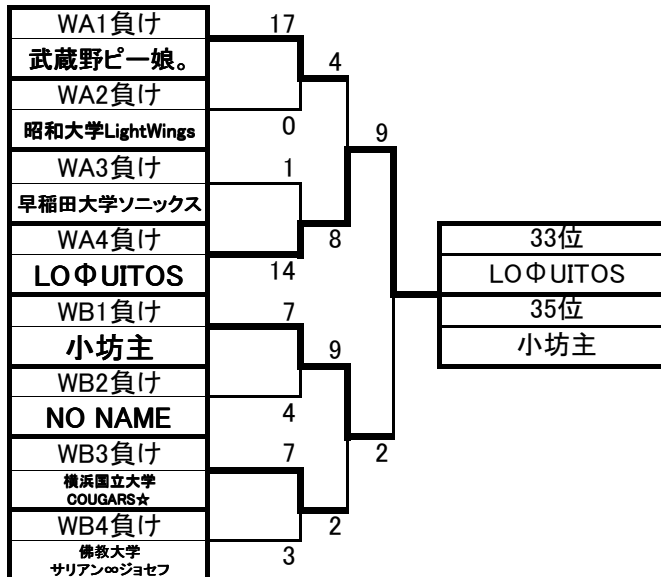 WA1負け 17
武蔵野ピー娘。 4
WA2負け
昭和大学LightWings 0 9
WA3負け 1
早稲田大学ソニックス
WA4負け 8 33位
LOΦUITOS 14 LOΦUITOS
WB1負け 7 35位
小坊主 9 小坊主
WB2負け
NO NAME 4
WB3負け 7 2
横浜国立大学
COUGARS☆
WB4負け 2
佛教大学 3
サリアン∞ジョセフ